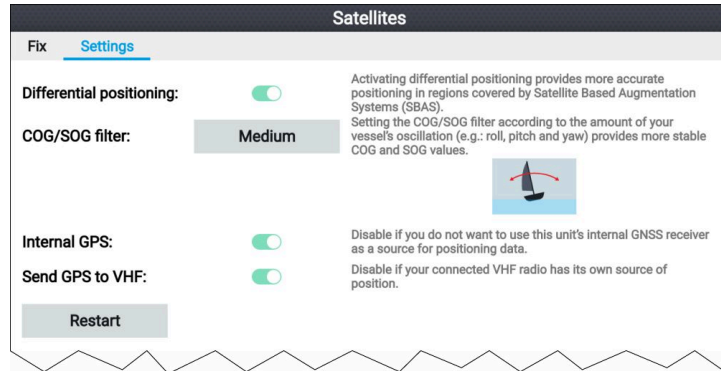 Satellites
Fix Settings
Differential positioning:
Activating differential positioning provides more accurate
positioning in regions covered by Satellite Based Augmentation
Systems (SBAS).
COG/SOG filter:
Medium
Setting the COG/SOG filter according to the amount of your
vessel's oscillation (e.g.: roll, pitch and yaw) provides more stable
COG and SOG values.
Internal GPS:
Disable if you do not want to use this unit's internal GNSS receiver
as a source for positioning data.
Send GPS to VHF:
Disable if your connected VHF radio has its own source of
position.
Restart